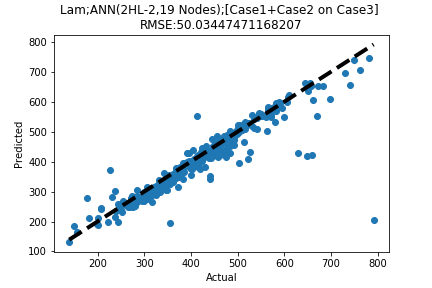 Lam;ANN(2HL-2,19 Nodes);[Case1+Case2 on Case3]
RMSE:50.03447471168207
800
700
600
500
400
300
200
100
Predicted
200 300 400 500 600 700 800
Actual